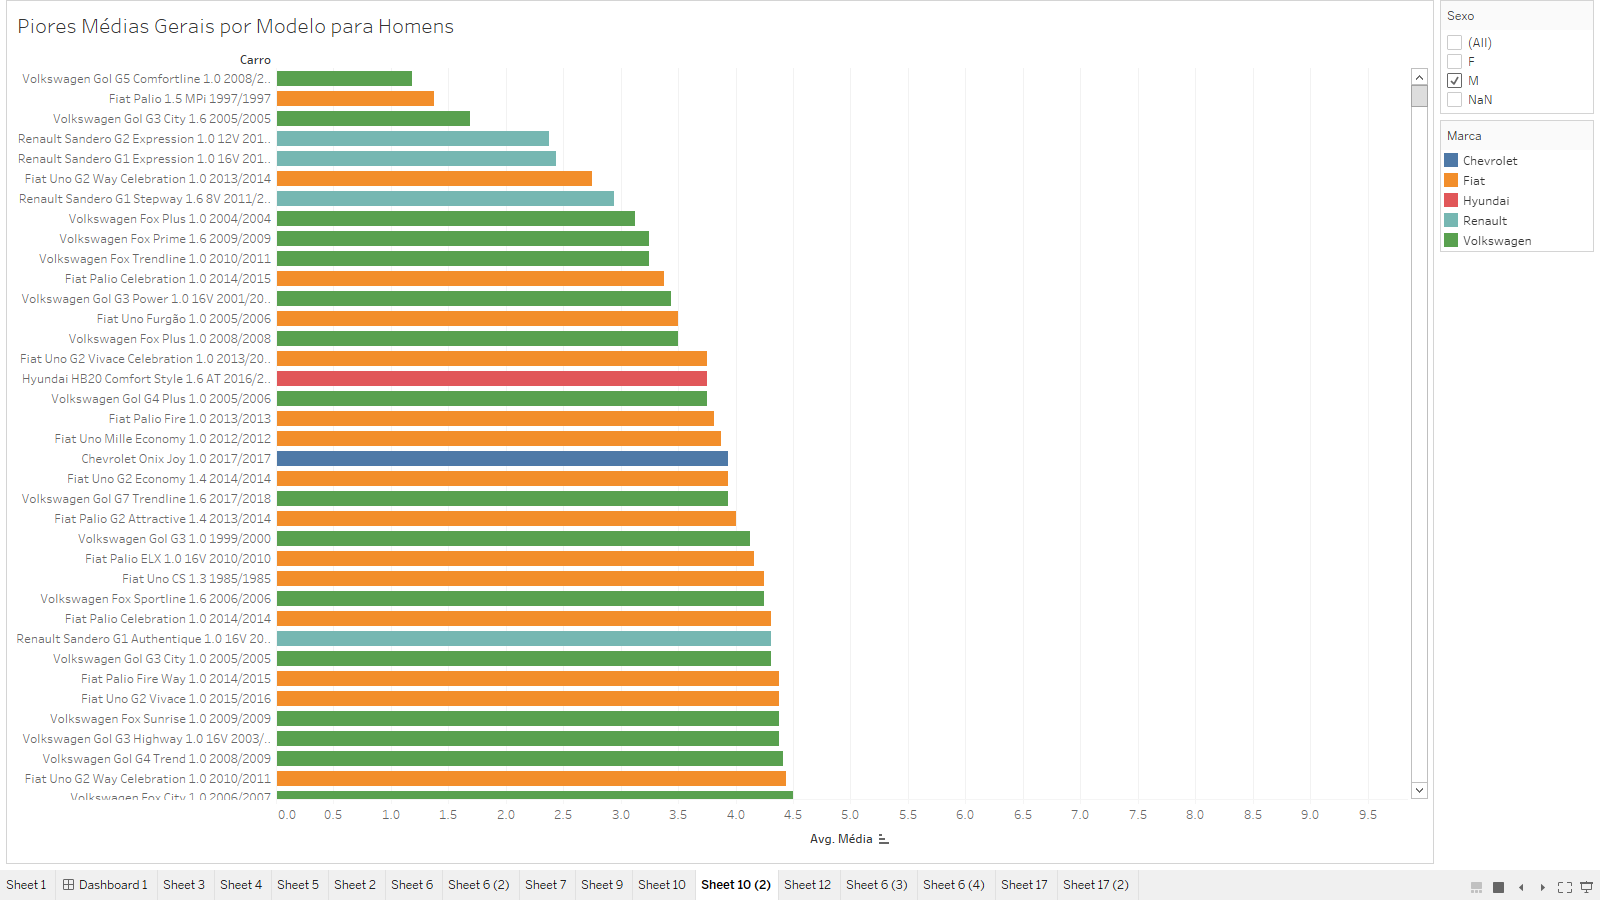 Piores Médias Gerais por Modelo para Homens
Carro
Volkswagen Gol G5 Comfortline 1.0 2008/2..
Fiat Palio 1.5 MPi 1997/1997
Volkswagen Gol G3 City 1.6 2005/2005
Renault Sandero G2 Expression 1.0 12V 201..
Renault Sandero G1 Expression 1.0 16V 201..
Fiat Uno G2 Way Celebration 1.0 2013/2014
Renault Sandero G1 Stepway 1.6 8V 2011/2..
Volkswagen Fox Plus 1.0 2004/2004
Volkswagen Fox Prime 1.6 2009/2009
Volkswagen Fox Trendline 1.0 2010/2011
Fiat Palio Celebration 1.0 2014/2015
Volkswagen Gol G3 Power 1.0 16V 2001/20..
Fiat Uno Furgão 1.0 2005/2006
Volkswagen Fox Plus 1.0 2008/2008
Fiat Uno G2 Vivace Celebration 1.0 2013/20..
Hyundai HB20 Comfort Style 1.6 AT 2016/2..
Volkswagen Gol G4 Plus 1.0 2005/2006
Fiat Palio Fire 1.0 2013/2013
Fiat Uno Mille Economy 1.0 2012/2012
Chevrolet Onix Joy 1.0 2017/2017
Fiat Uno G2 Economy 1.4 2014/2014
Volkswagen Gol G7 Trendline 1.6 2017/2018
Fiat Palio G2 Attractive 1.4 2013/2014
Volkswagen Gol G3 1.0 1999/2000
Fiat Palio ELX 1.0 16V 2010/2010
Fiat Uno CS 1.3 1985/1985
Volkswagen Fox Sportline 1.6 2006/2006
Fiat Palio Celebration 1.0 2014/2014
Renault Sandero G1 Authentique 1.0 16V 20..
Volkswagen Gol G3 City 1.0 2005/2005
Fiat Palio Fire Way 1.0 2014/2015
Fiat Uno G2 Vivace 1.0 2015/2016
Volkswagen Fox Sunrise 1.0 2009/2009
Volkswagen Gol G3 Highway 1.0 16V 2003/..
Volkswagen Gol G4 Trend 1.0 2008/2009
Fiat Uno G2 Way Celebration 1.0 2010/2011
Volkswagen Fox City 1.0 2006/2007
0.0 0.5 1.0 1.5 2.0 2.5 3.0 3.5 4.0 4.5 5.0 5.5 6.0 6.5 7.0 7.5 8.0 8.5 9.0 9.5
Avg. Média
Sexo
(All)
F
M
NaN
Marca
Chevrolet
Fiat
Hyundai
Renault
Volkswagen
Sheet 1 Dashboard 1 Sheet 3 Sheet 4 Sheet 5 Sheet 2 Sheet 6 Sheet 6 (2) Sheet 7 Sheet 9 Sheet 10 Sheet 10 (2) Sheet 12 Sheet 6 (3) Sheet 6 (4) Sheet 17 Sheet 17 (2)